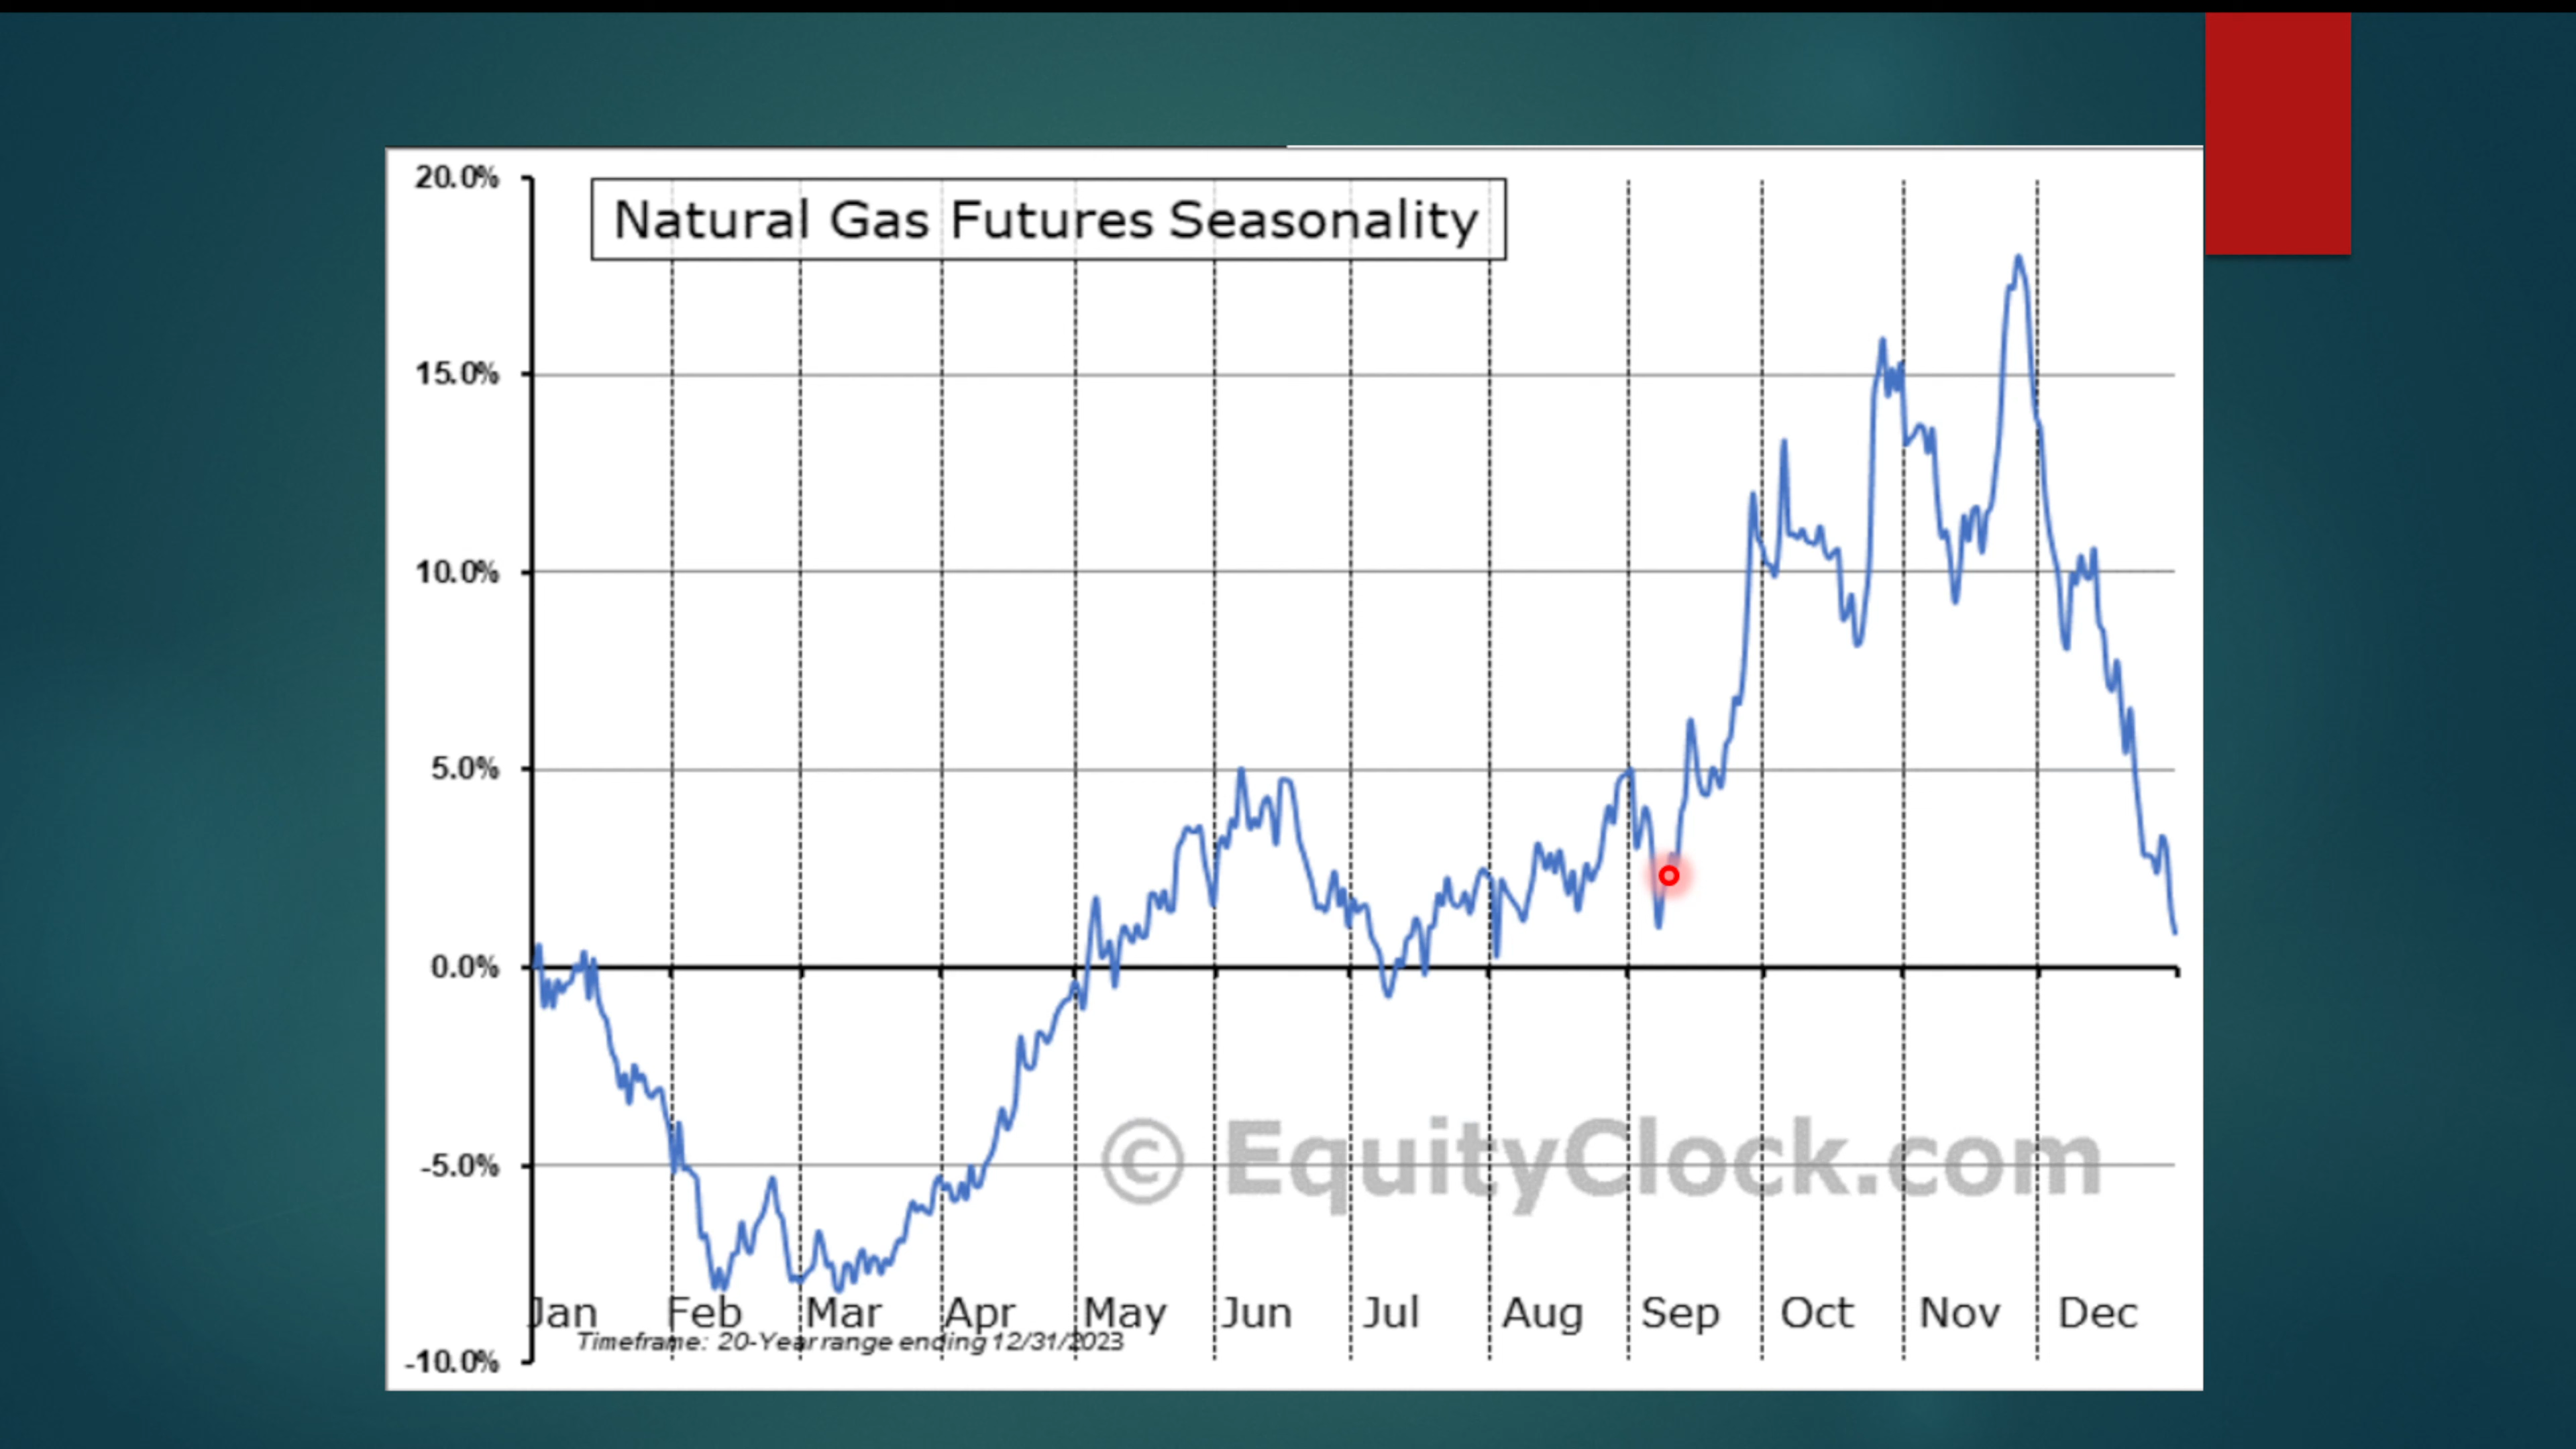 20.0%
Natural Gas Futures Seasonality
15.0%
10.0%
5.0%
0.0%
-5.0%
© EquityClock.com
Jan Feb Mar Apr May Jun Jul Aug Sep Oct Nov Dec
Timeframe: 20-Year range ending 12/31/2023
-10.0%